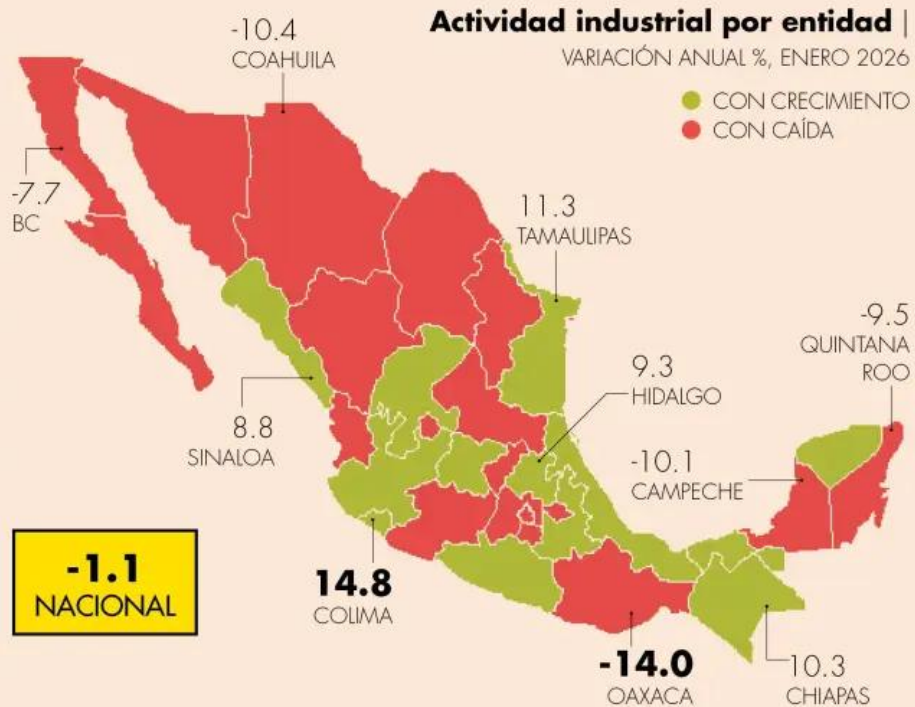 Actividad industrial por entidad |
VARIACIÓN ANUAL %, ENERO 2026
CON CRECIMIENTO
CON CAÍDA
-10.4
COAHUILA
-7.7
BC
11.3
TAMAULIPAS
-9.5
QUINTANA
ROO
9.3
HIDALGO
8.8
SINALOA
-10.1
CAMPECHE
-1.1
NACIONAL
14.8
COLIMA
-14.0
OAXACA
10.3
CHIAPAS